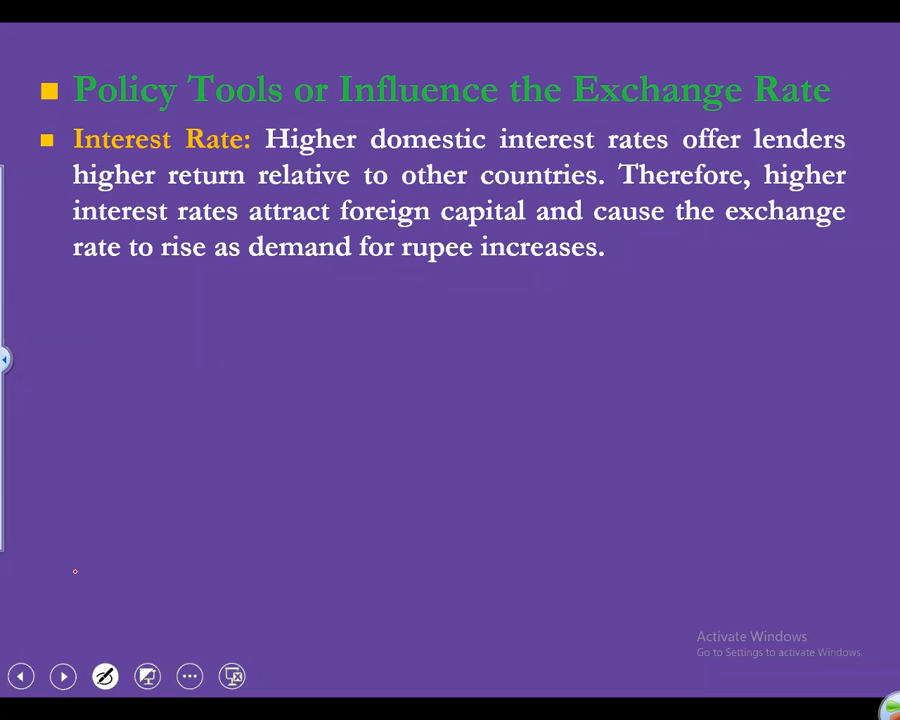 Policy Tools or Influence the Exchange Rate
Interest Rate: Higher domestic interest rates offer lenders
higher return relative to other countries. Therefore, higher
interest rates attract foreign capital and cause the exchange
rate to rise as demand for rupee increases.
Activate Windows
Go to Settings to activate Windows.